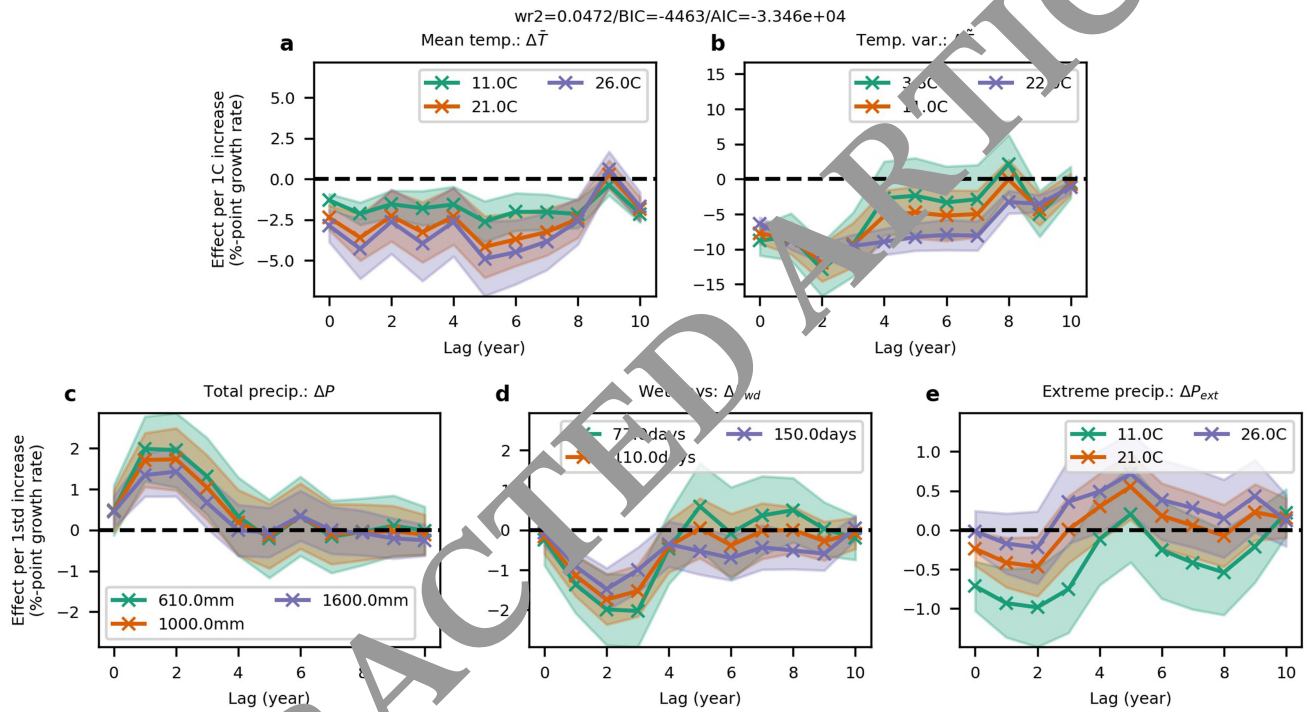 wr2=0.0472/BIC=-4463/AIC=-3.346e+04
a
Mean temp.: ΔT̄
11.0C
26.0C
21.0C
Effect per 1C increase
(%-point growth rate)
5.0
2.5
0.0
−2.5
−5.0
0 2 4 6 8 10
Lag (year)
b
Temp. var.:
15
10
5
0
−5
−10
−15
0 2 4 6 8 10
Lag (year)
c
Total precip.: ΔP
Effect per 1std increase
(%-point growth rate)
2
1
0
−1
−2
610.0mm
1600.0mm
1000.0mm
0 2 4 6 8
Lag (year)
d
2
0
−1
−2
150.0days
110.0days
0 2 4 6 8 10
Lag (year)
e
Extreme precip.: ΔPext
11.0C
26.0C
21.0C
1.0
0.5
0.0
−0.5
−1.0
0 2 4 6 8 10
Lag (year)